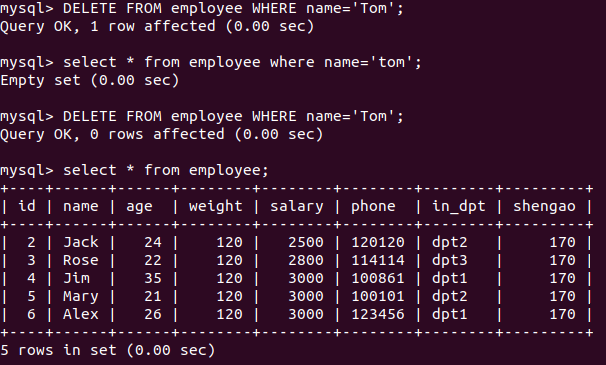 mysql> DELETE FROM employee WHERE name='Tom';
Query OK, 1 row affected (0.00 sec)
mysql> select * from employee where name='tom';
Empty set (0.00 sec)
mysql> DELETE FROM employee WHERE name='Tom';
Query OK, 0 rows affected (0.00 sec)
mysql> select * from employee;
+----+------+------+--------+--------+--------+--------+---------+
| id | name | age  | weight | salary | phone  | in_dpt | shengao |
+----+------+------+--------+--------+--------+--------+---------+
|  2 | Jack |   24 |    120 |   2500 | 120120 | dpt2   |     170 |
|  3 | Rose |   22 |    120 |   2800 | 114114 | dpt3   |     170 |
|  4 | Jim  |   35 |    120 |   3000 | 100861 | dpt1   |     170 |
|  5 | Mary |   21 |    120 |   3000 | 100101 | dpt2   |     170 |
|  6 | Alex |   26 |    120 |   3000 | 123456 | dpt1   |     170 |
+----+------+------+--------+--------+--------+--------+---------+
5 rows in set (0.00 sec)